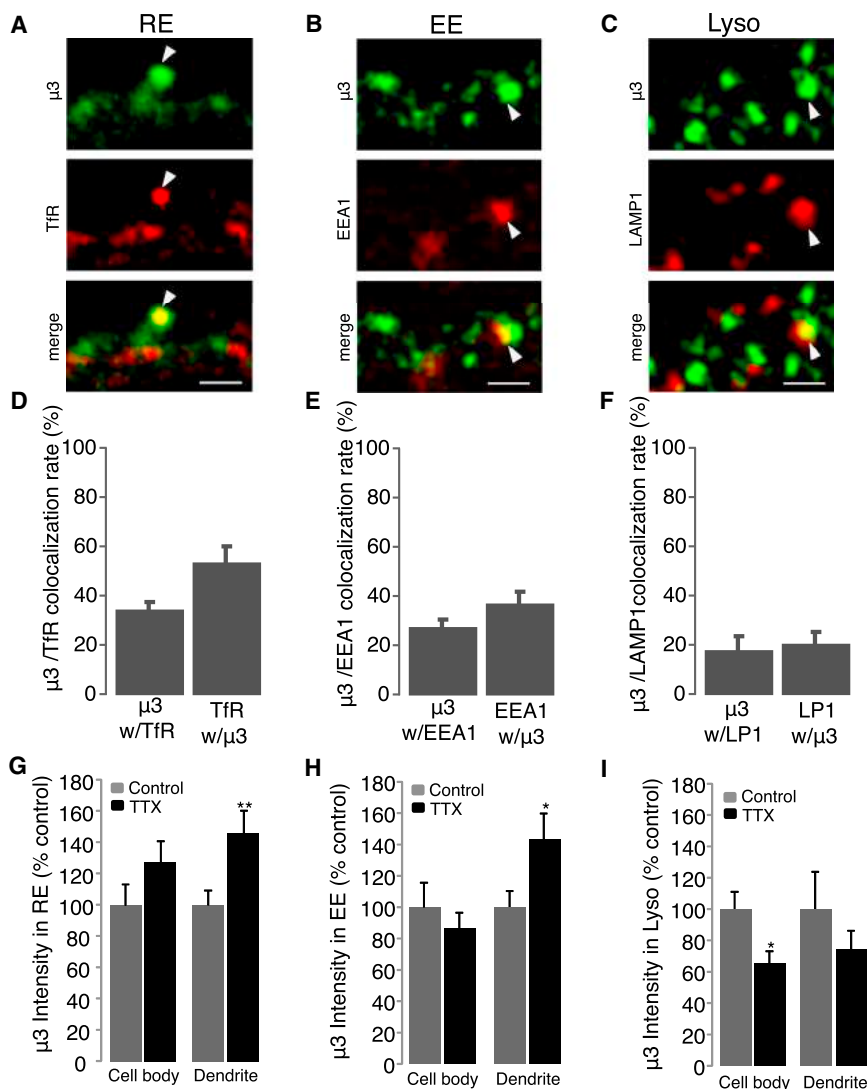 A
RE
μ3
TfR
merge
B
EE
μ3
EEA1
merge
C
Lyso
μ3
LAMP1
merge
D
μ3 /TfR colocalization rate (%)
100
80
60
40
20
0
μ3
w/TfR
TfR
w/μ3
E
μ3 /EEA1 colocalization rate (%)
100
80
60
40
20
0
μ3
w/EEA1
EEA1
w/μ3
F
μ3 /LAMP1colocalization rate (%)
100
80
60
40
20
0
μ3
w/LP1
LP1
w/μ3
G
μ3 Intensity in RE (% control)
180
160
140
120
100
80
60
40
20
0
Control
TTX
**
Cell body
Dendrite
H
μ3 Intensity in EE (% control)
180
160
140
120
100
80
60
40
20
0
Control
TTX
*
Cell body
Dendrite
I
μ3 Intensity in Lyso (% control)
180
160
140
120
100
80
60
40
20
0
Control
TTX
*
Cell body
Dendrite